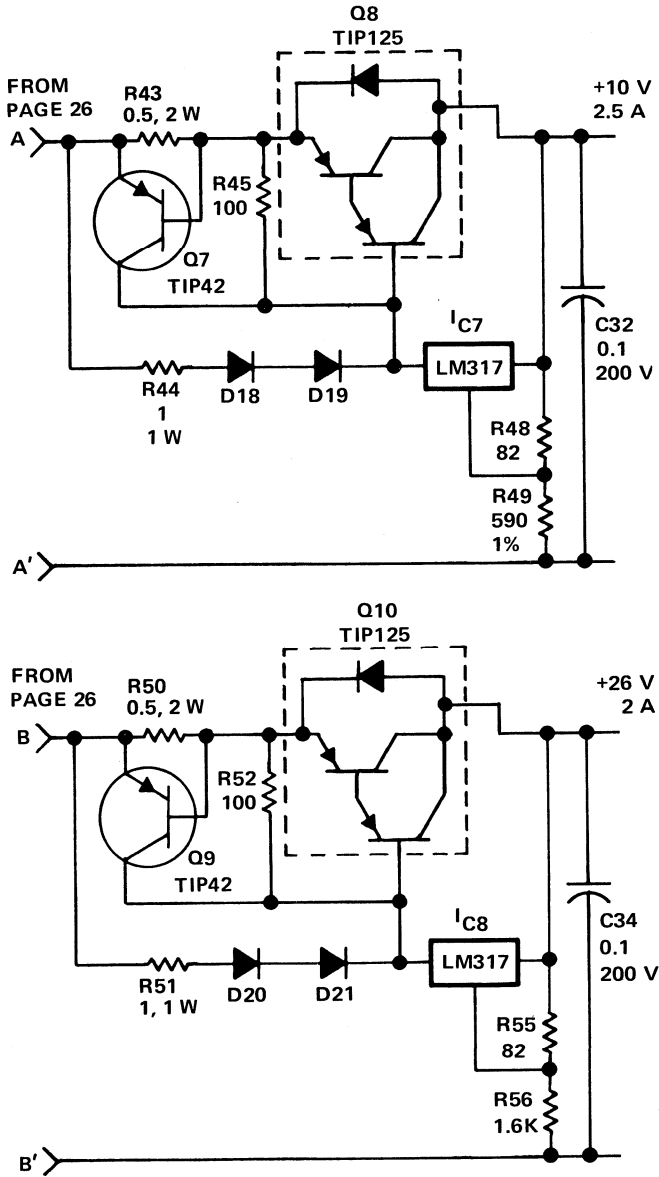 Q8
TIP125
FROM
PAGE 26
R43
0.5, 2 W
+10 V
2.5 A
A
R45
100
Q7
TIP42
IC7
LM317
C32
0.1
200 V
R44
1
1 W
D18
D19
R48
82
R49
590
1%
A'
Q10
TIP125
FROM
PAGE 26
R50
0.5, 2 W
+26 V
2 A
B
R52
100
Q9
TIP42
IC8
LM317
C34
0.1
200 V
R51
1, 1 W
D20
D21
R55
82
R56
1.6K
B'